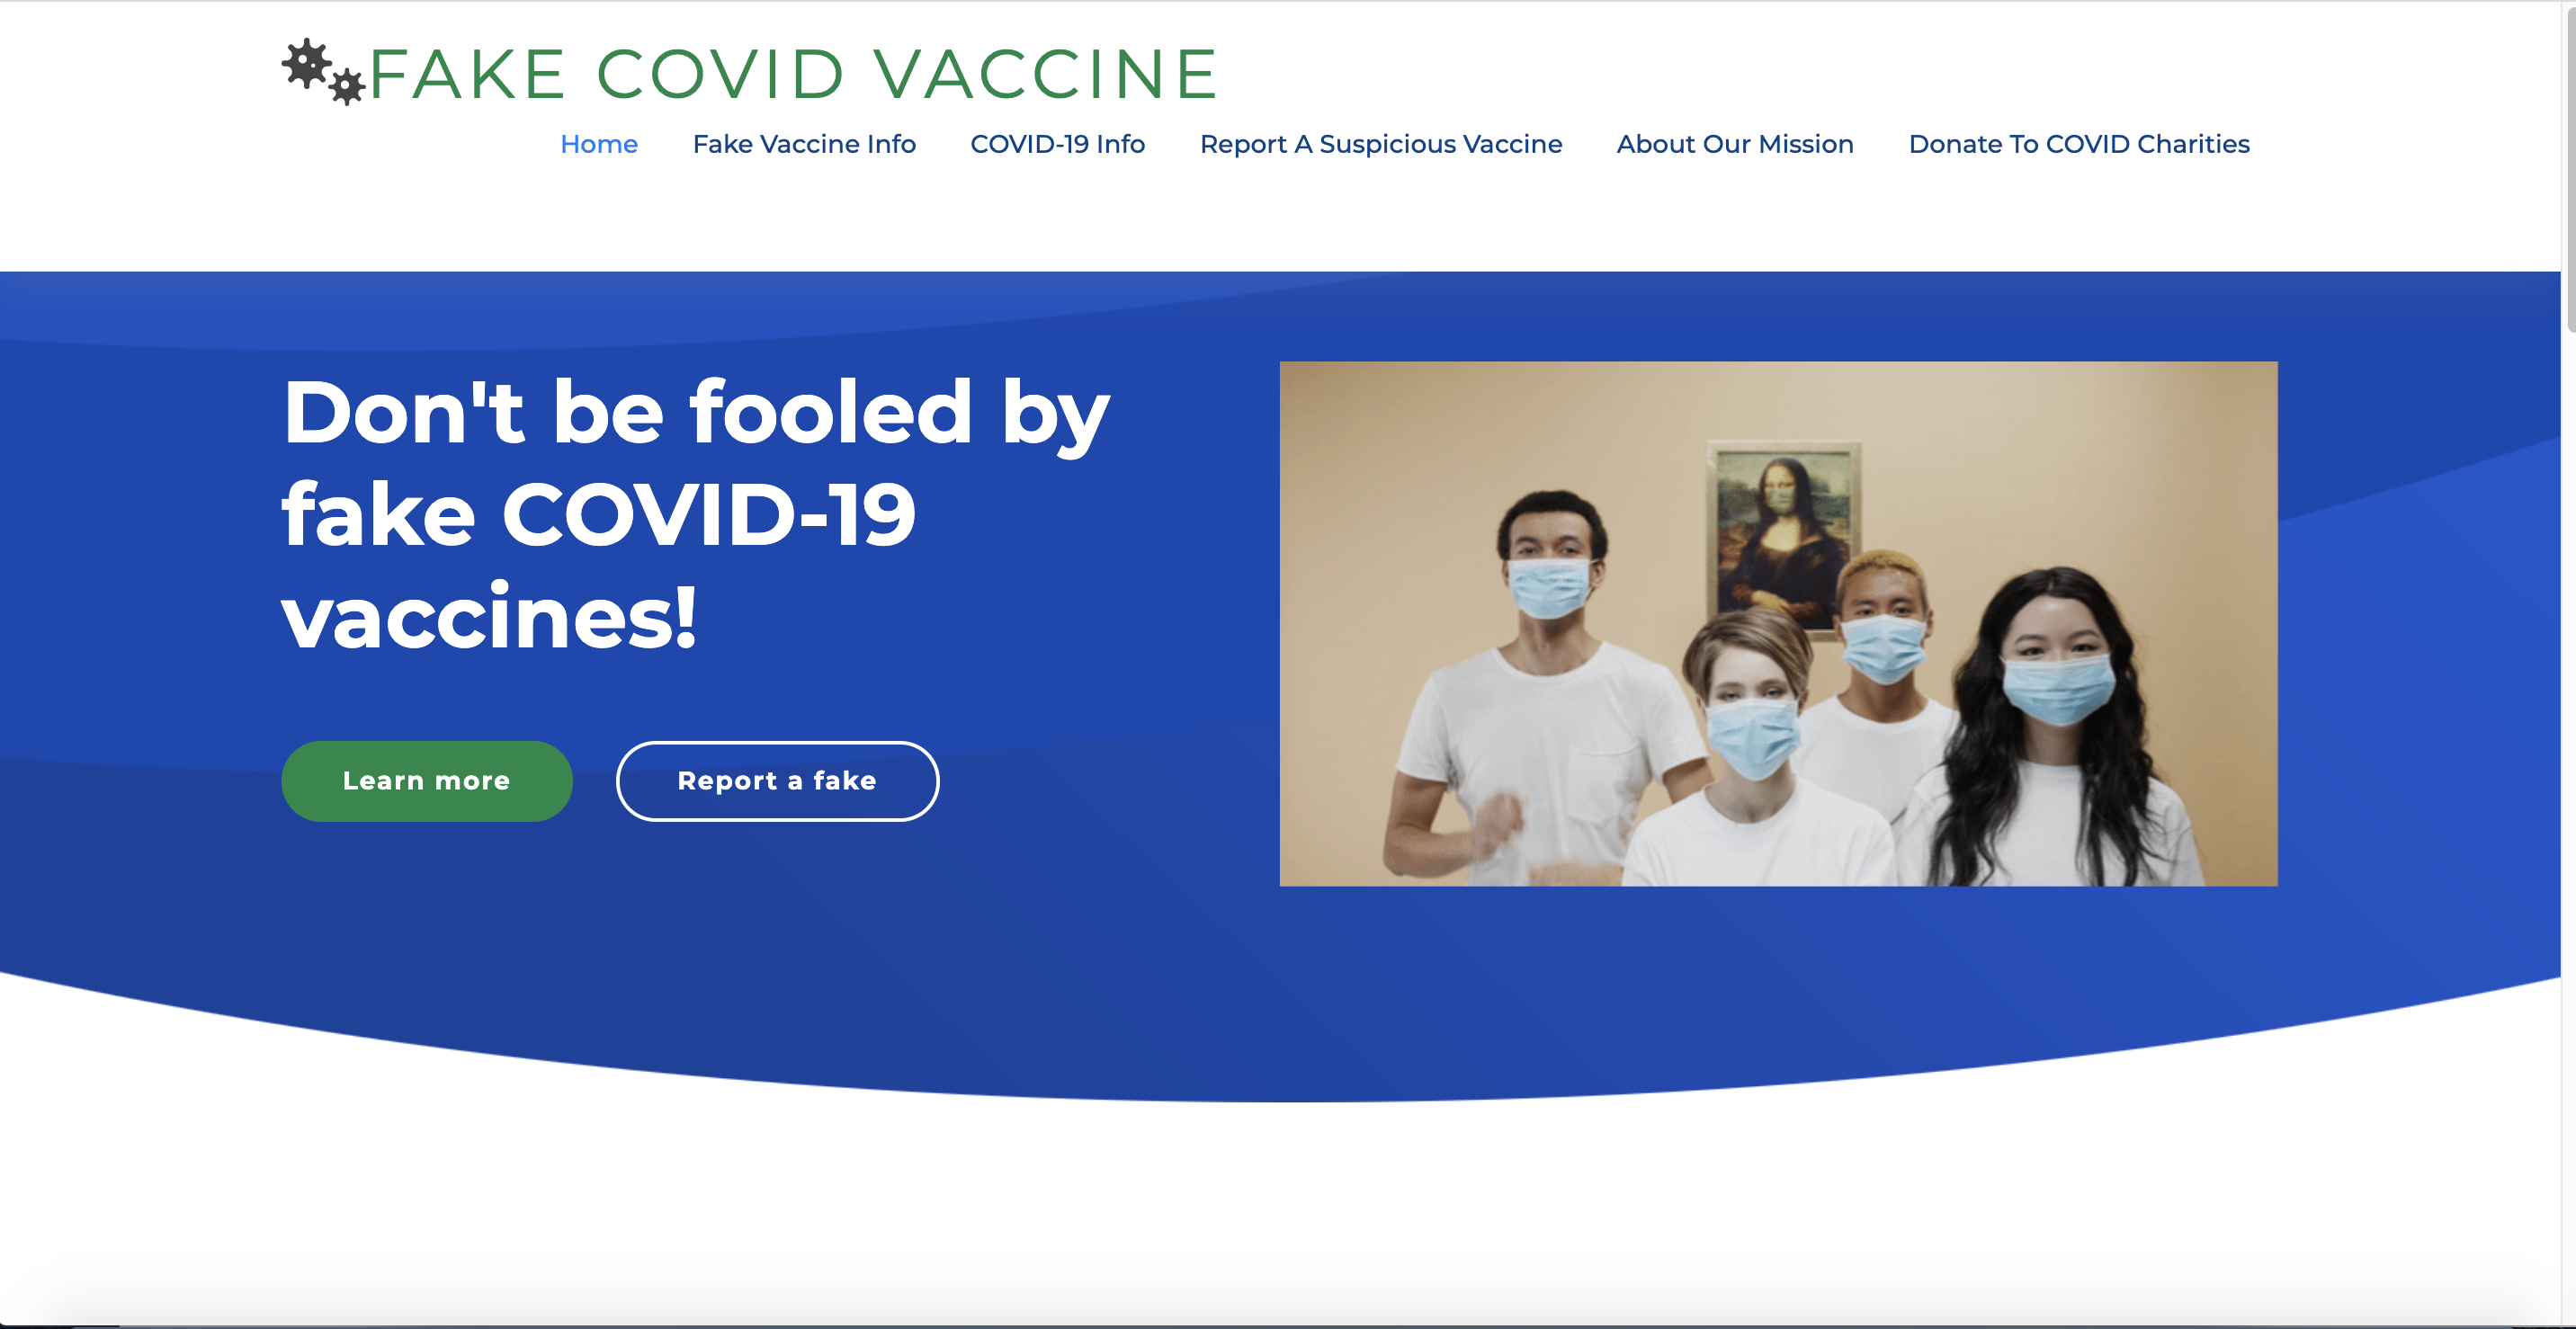 FAKE COVID VACCINE
Home Fake Vaccine Info COVID-19 Info Report A Suspicious Vaccine About Our Mission Donate To COVID Charities
Don't be fooled by
fake COVID-19
vaccines!
Learn more Report a fake